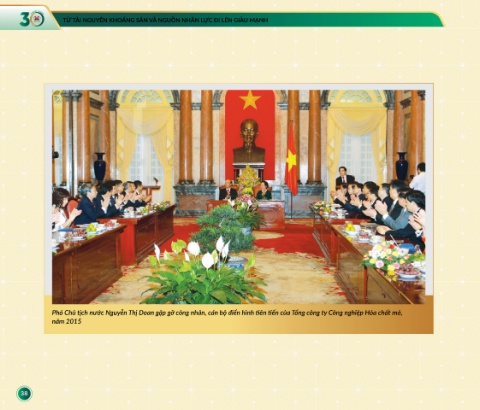 30 TỪ TÀI NGUYÊN KHOÁNG SẢN VÀ NGUỒN NHÂN LỰC ĐI LÊN GIÀU MẠNH
Phó Chủ tịch nước Nguyễn Thị Doan gặp gỡ công nhân, cán bộ điển hình tiên tiến của Tổng công ty Công nghiệp Hóa chất mỏ,
năm 2015
38